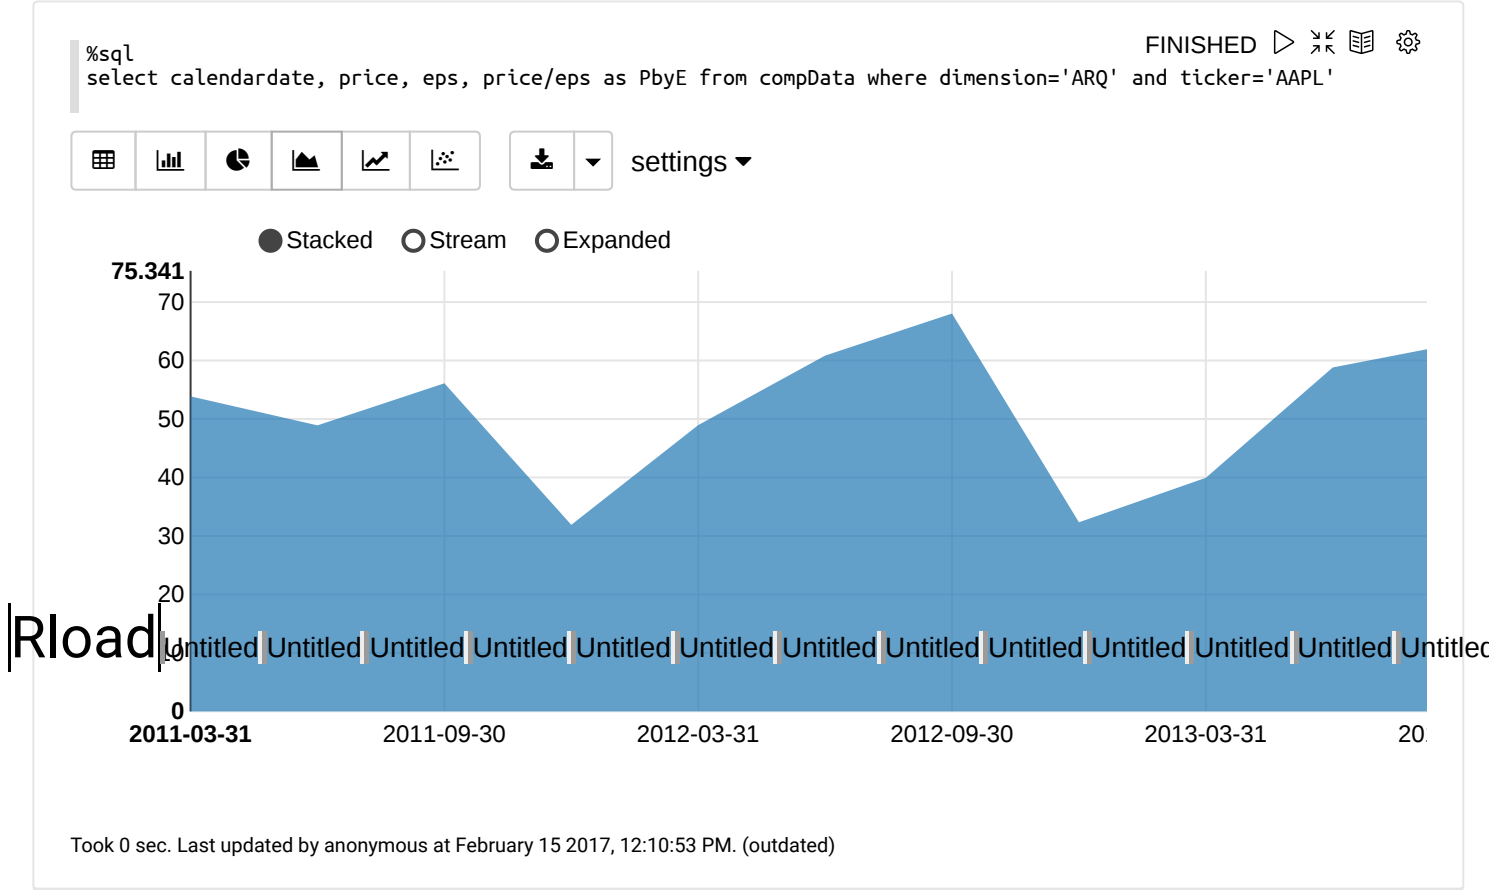 %sql
FINISHED
select calendardate, price, eps, price/eps as PbyE from compData where dimension='ARQ' and ticker='AAPL'
settings
Stacked Stream Expanded
75.341
70
60
50
40
30
20
Rload Untitled Untitled Untitled Untitled Untitled Untitled Untitled Untitled Untitled Untitled Untitled Untitled Untitled
10
0
2011-03-31 2011-09-30 2012-03-31 2012-09-30 2013-03-31 20
Took 0 sec. Last updated by anonymous at February 15 2017, 12:10:53 PM. (outdated)